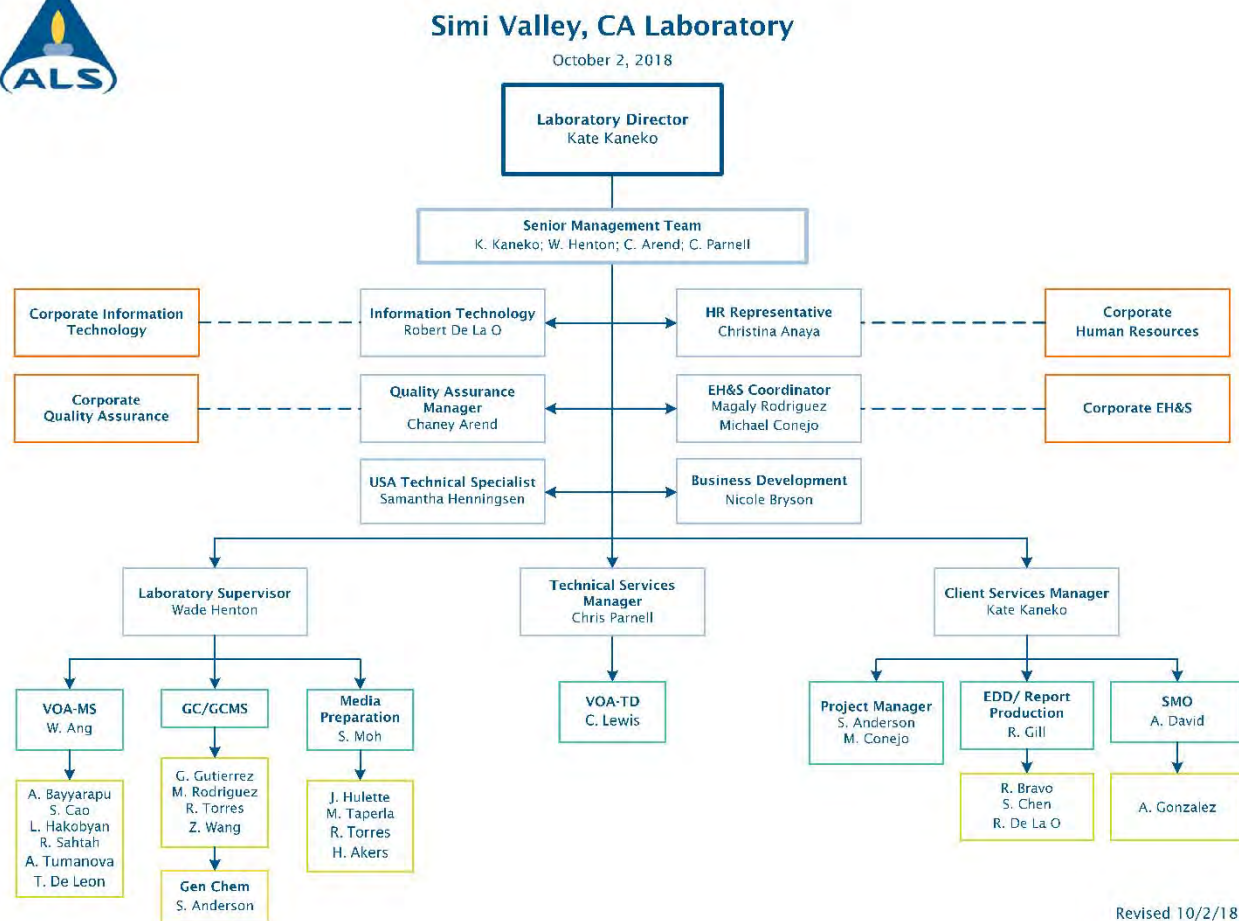 ALS
Simi Valley, CA Laboratory
October 2, 2018
Laboratory Director
Kate Kaneko
Senior Management Team
K. Kaneko; W. Henton; C. Arend; C. Parnell
Corporate Information
Technology
Information Technology
Robert De La O
HR Representative
Christina Anaya
Corporate
Human Resources
Corporate
Quality Assurance
Quality Assurance
Manager
Chaney Arend
EH&S Coordinator
Magaly Rodriguez
Michael Conejo
Corporate EH&S
USA Technical Specialist
Samantha Henningsen
Business Development
Nicole Bryson
Laboratory Supervisor
Wade Henton
Technical Services
Manager
Chris Parnell
Client Services Manager
Kate Kaneko
VOA-MS
W. Ang
GC/GCMS
Media
Preparation
S. Moh
VOA-TD
C. Lewis
Project Manager
S. Anderson
M. Conejo
EDD/ Report
Production
R. Gill
SMO
A. David
A. Bayyarapu
S. Cao
L. Hakobyan
R. Sahtah
A. Tumanova
T. De Leon
G. Gutierrez
M. Rodriguez
R. Torres
Z. Wang
J. Hulette
M. Taperla
R. Torres
H. Akers
R. Bravo
S. Chen
R. De La O
A. Gonzalez
Gen Chem
S. Anderson
Revised 10/2/18